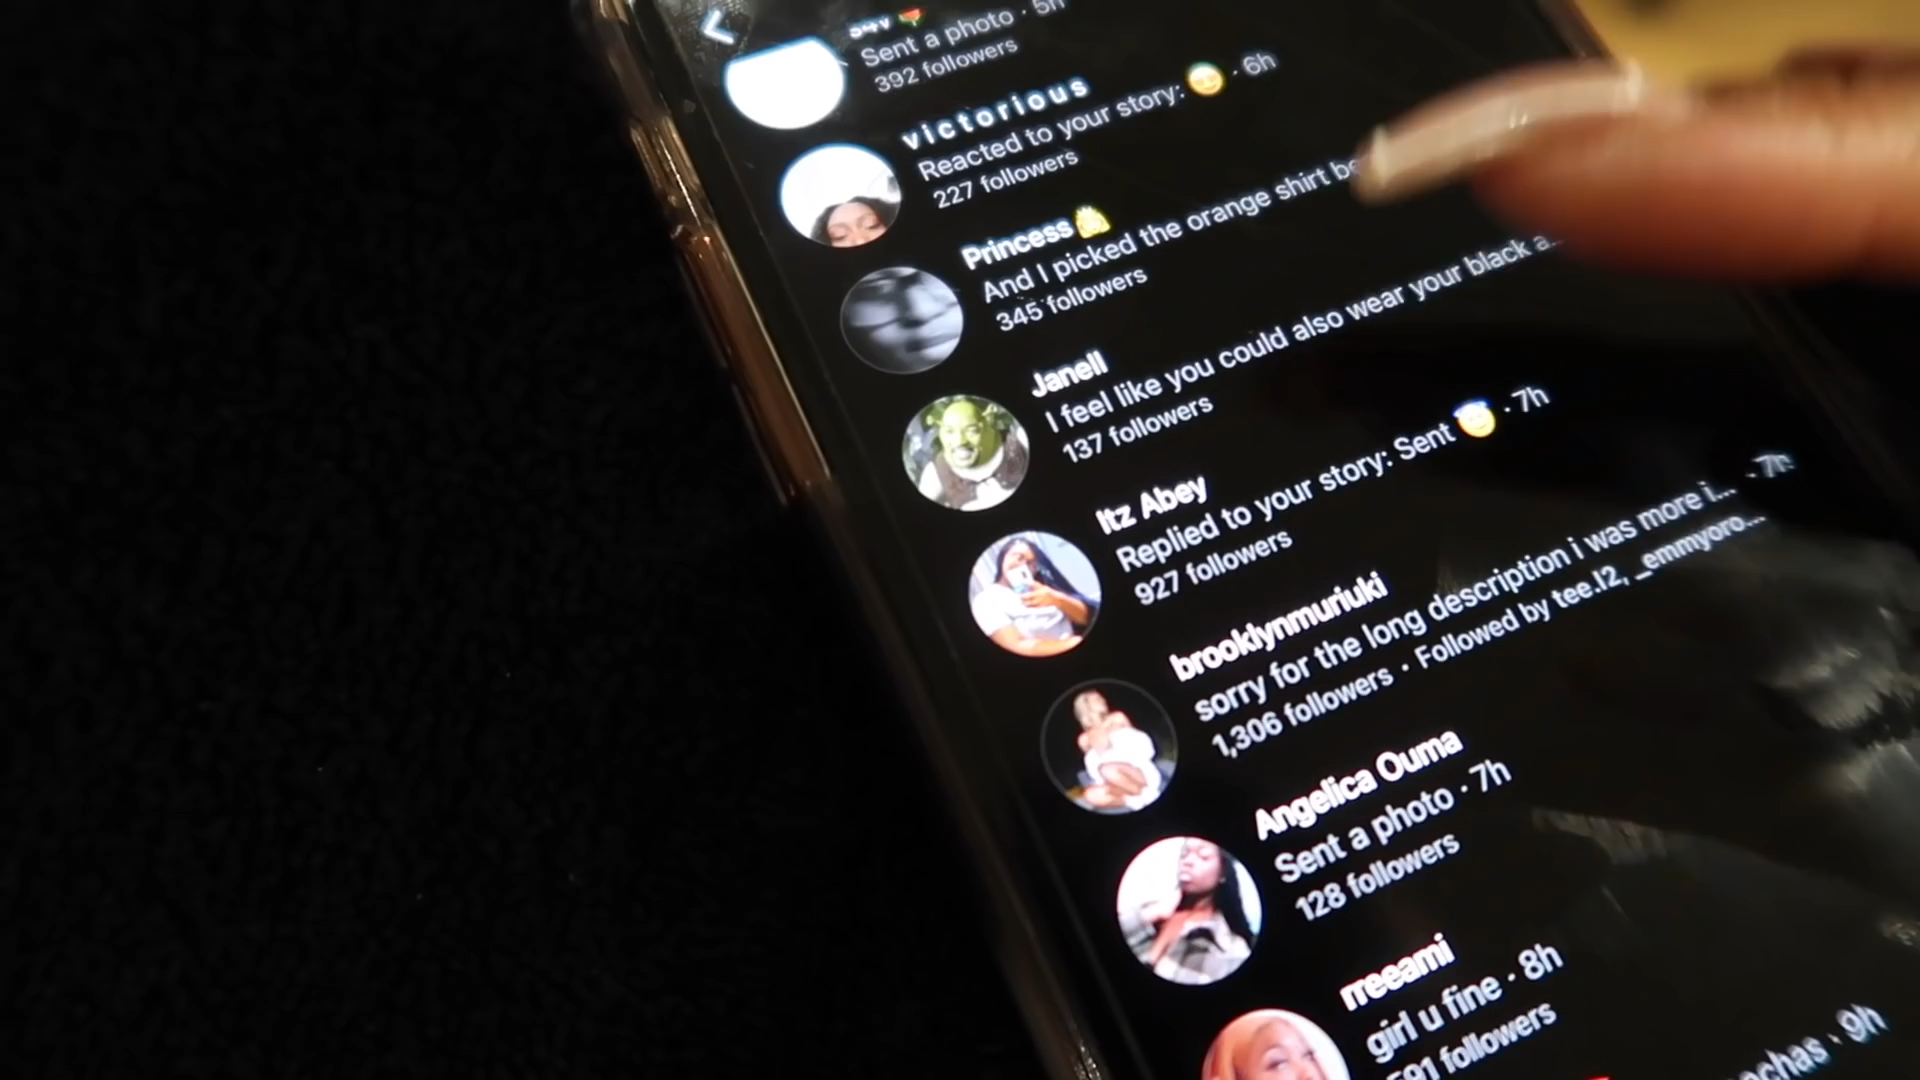 Sent a photo · 5h
392 followers
victorious
Reacted to your story: 😊 · 6h
227 followers
Princess👸
And I picked the orange shirt
345 followers
Janell
I feel like you could also wear your black a...
137 followers
Itz Abey
Replied to your story: Sent 😇 · 7h
927 followers
brooklynmuriuki
sorry for the long description i was more i... · 7h
1,306 followers · Followed by tee.l2, _emmyoro...
Angelica Ouma
Sent a photo · 7h
128 followers
rreeami
girl u fine · 8h
591 followers
· 9h